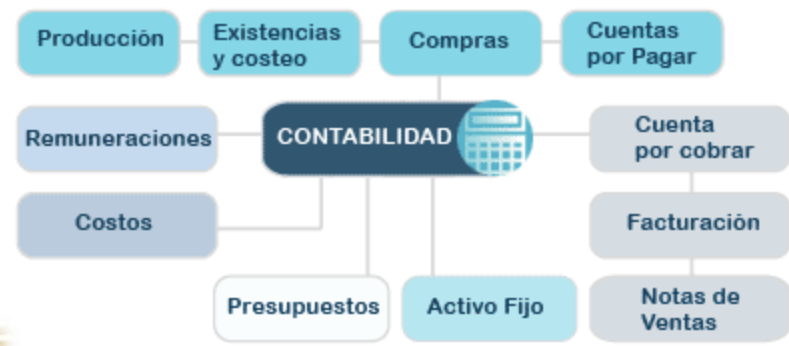 Producción
Existencias
y costeo
Compras
Cuentas
por Pagar
Remuneraciones
CONTABILIDAD
Cuenta
por cobrar
Costos
Facturación
Presupuestos
Activo Fijo
Notas de
Ventas